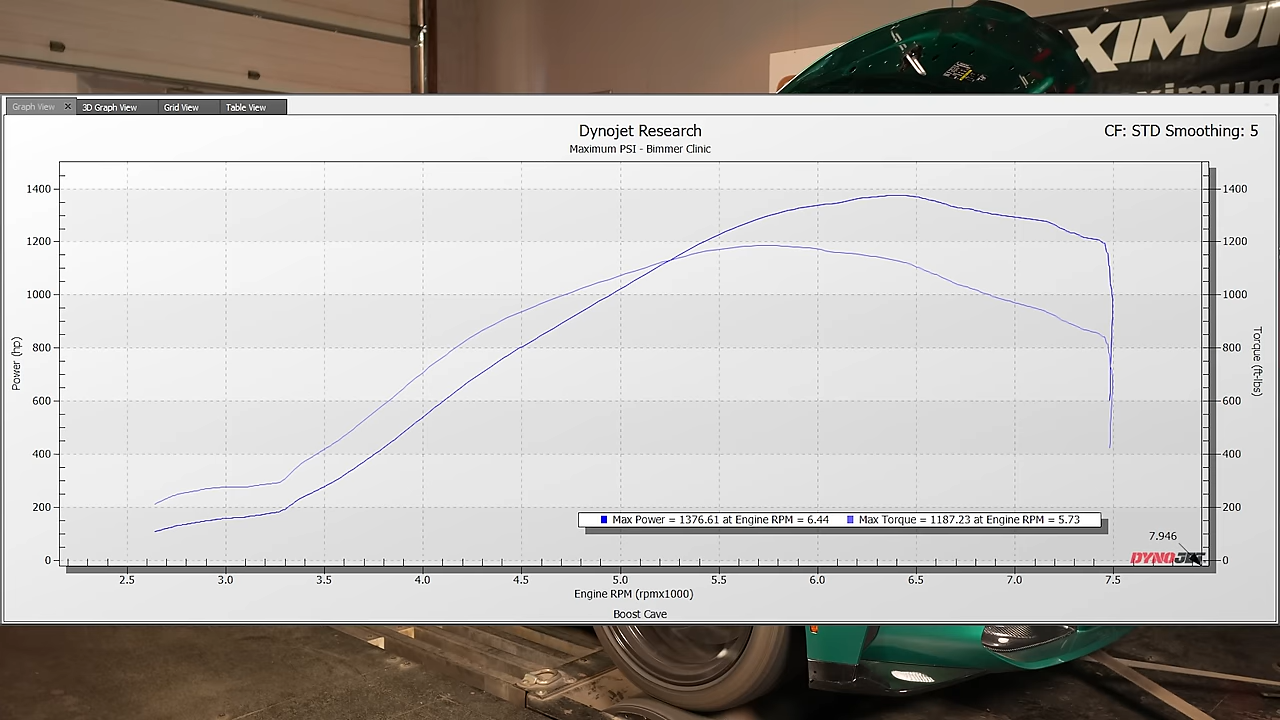 XIMU
ximum
Graph View
3D Graph View
Grid View
Table View
Dynojet Research
CF: STD Smoothing: 5
Maximum PSI - Bimmer Clinic
1400
1200
1000
800
600
400
200
0
Power (hp)
1400
1200
1000
800
600
400
200
0
Torque (ft-lbs)
Max Power = 1376.61 at Engine RPM = 6.44
Max Torque = 1187.23 at Engine RPM = 5.73
7.946
DYNOJET
2.5 3.0 3.5 4.0 4.5 5.0 5.5 6.0 6.5 7.0 7.5
Engine RPM (rpmx1000)
Boost Cave